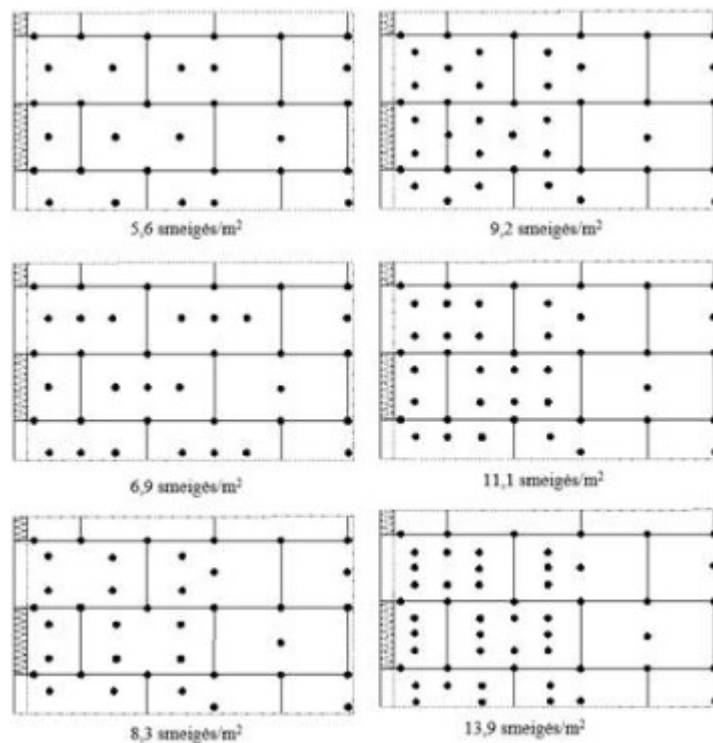 5,6 smeigės/m²
9,2 smeigės/m²
6,9 smeigės/m²
11,1 smeigės/m²
8,3 smeigės/m²
13,9 smeigės/m²